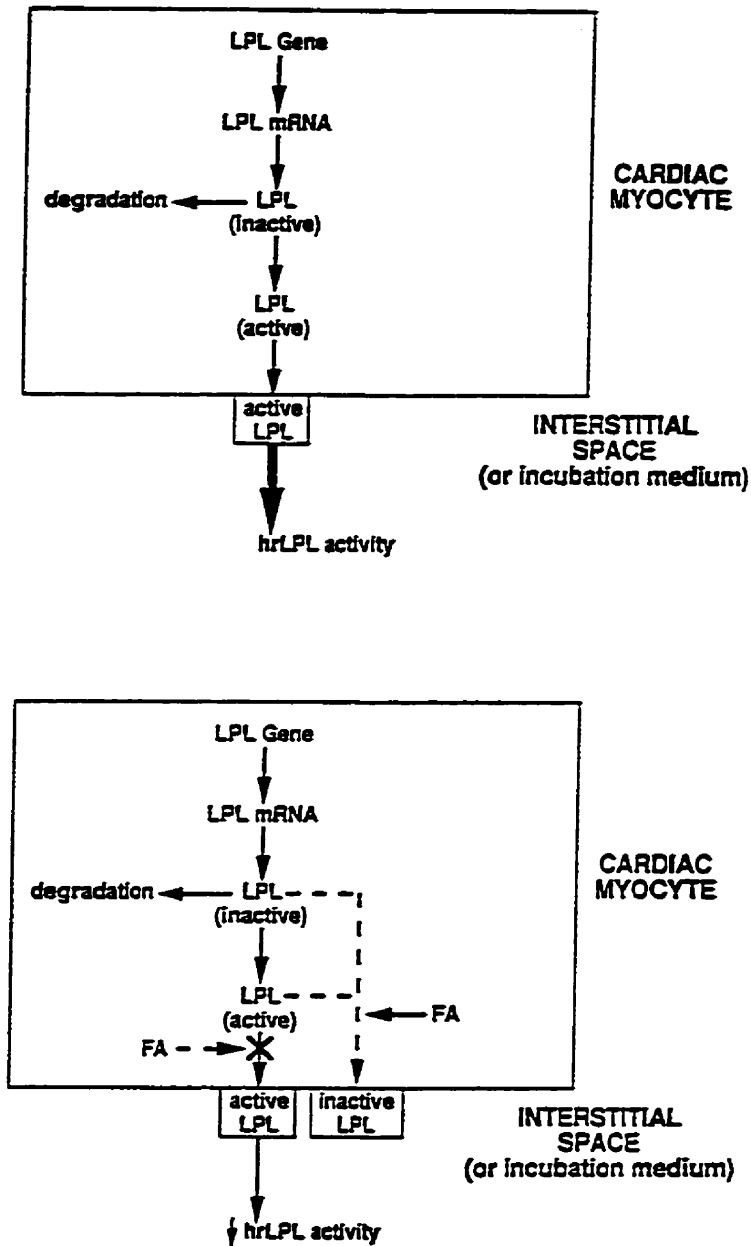 LPL Gene
LPL mRNA
degradation LPL
(inactive)
CARDIAC
MYOCYTE
LPL
(active)
active
LPL
INTERSTITIAL
SPACE
(or incubation medium)
hrLPL activity
LPL Gene
LPL mRNA
degradation LPL
(inactive)
CARDIAC
MYOCYTE
LPL
(active)
FA
FA
active
LPL
inactive
LPL
INTERSTITIAL
SPACE
(or incubation medium)
hrLPL activity